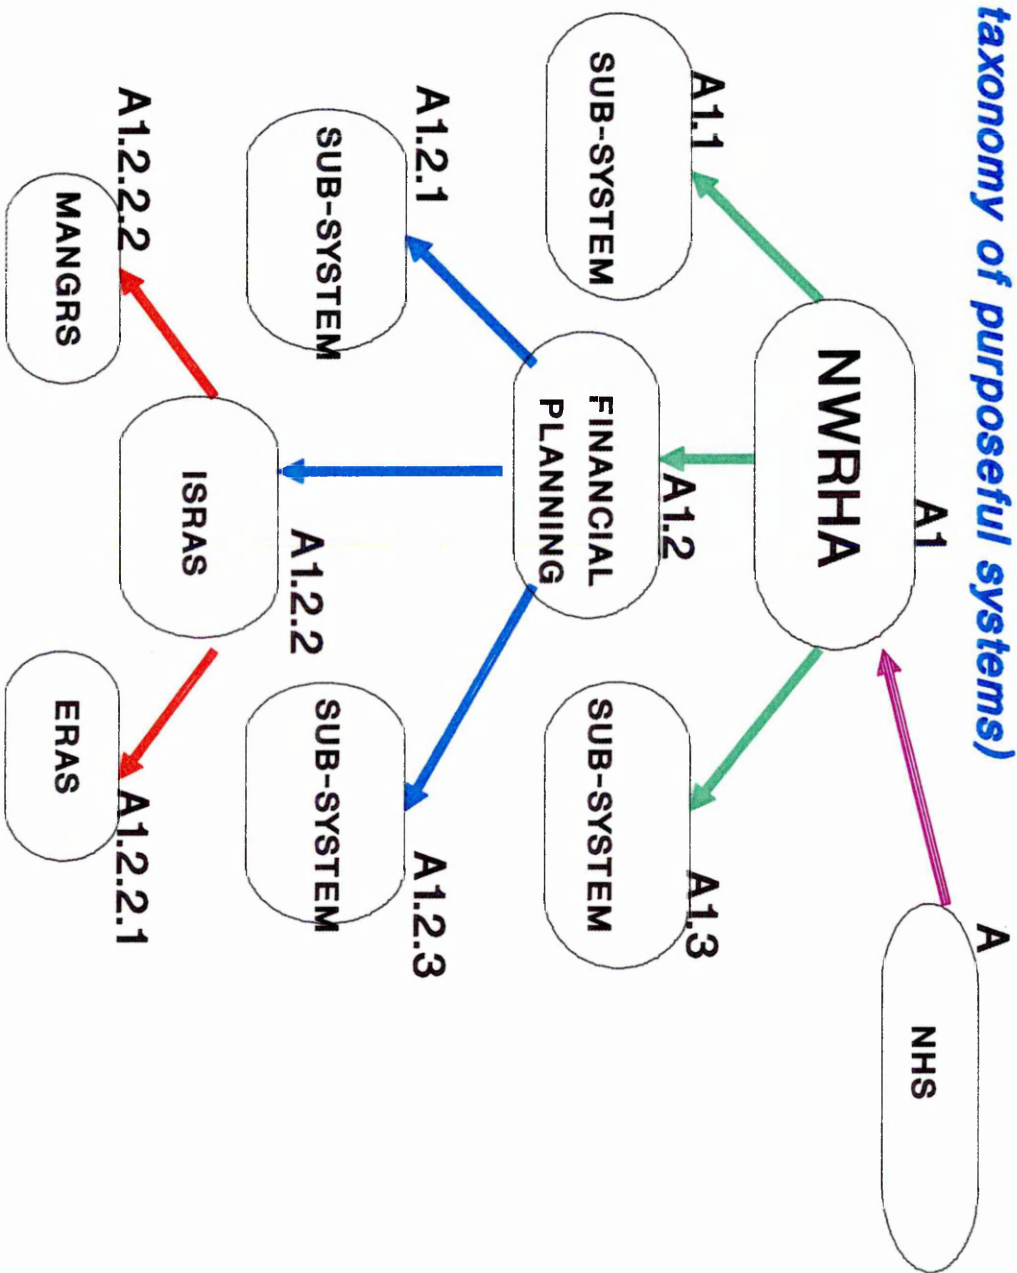 taxonomy of purposeful systems)
A
NHS
A1
NWRHA
A1.1
SUB-SYSTEM
A1.2
FINANCIAL
PLANNING
A1.3
SUB-SYSTEM
A1.2.1
SUB-SYSTEM
A1.2.2
ISRAS
A1.2.3
SUB-SYSTEM
A1.2.2.2
MANGRS
A1.2.2.1
ERAS